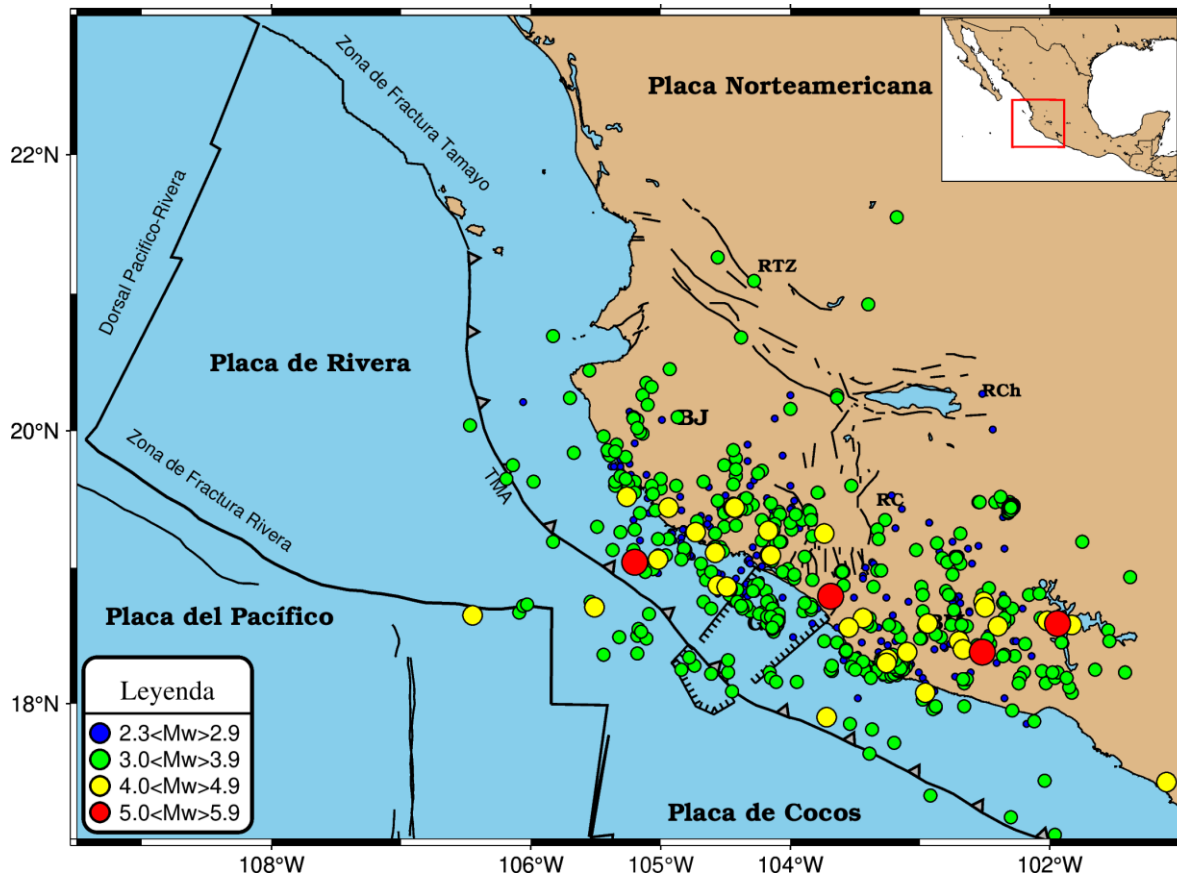 Zona de Fractura Tamayo
Placa Norteamericana
22°N
Dorsal Pacifico-Rivera
RTZ
Placa de Rivera
RCh
BJ
20°N
Zona de Fractura Rivera
TMA
RC
Placa del Pacífico
Leyenda
18°N
2.3<Mw>2.9
3.0<Mw>3.9
4.0<Mw>4.9
5.0<Mw>5.9
Placa de Cocos
108°W
106°W
105°W
104°W
102°W